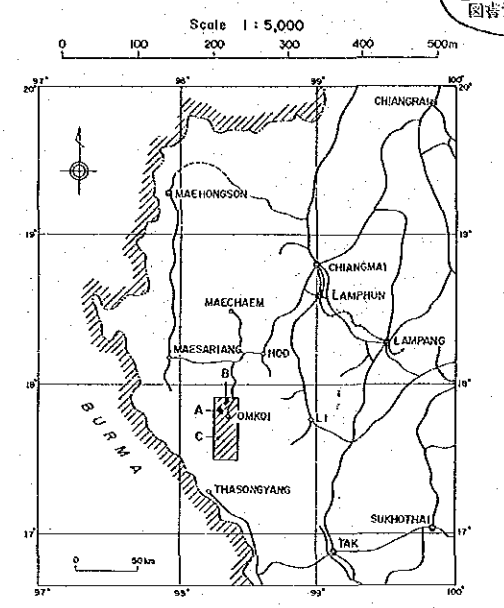 図書
Scale 1 : 5,000
0 100 200 300 400 500m
97° 98° 99° 100°
20° 20°
CHIANGRAI
MAEHONGSON
19° 19°
CHIANGMAI
MAECHAEM
LAMPHUN
MAESARIANG
HOD
LAMPANG
18° 18°
B
A
OMKOI
C
LI
BURMA
THASONGYANG
SUKHOTHAI
17° 17°
TAK
0 50km
97° 98° 99° 100°